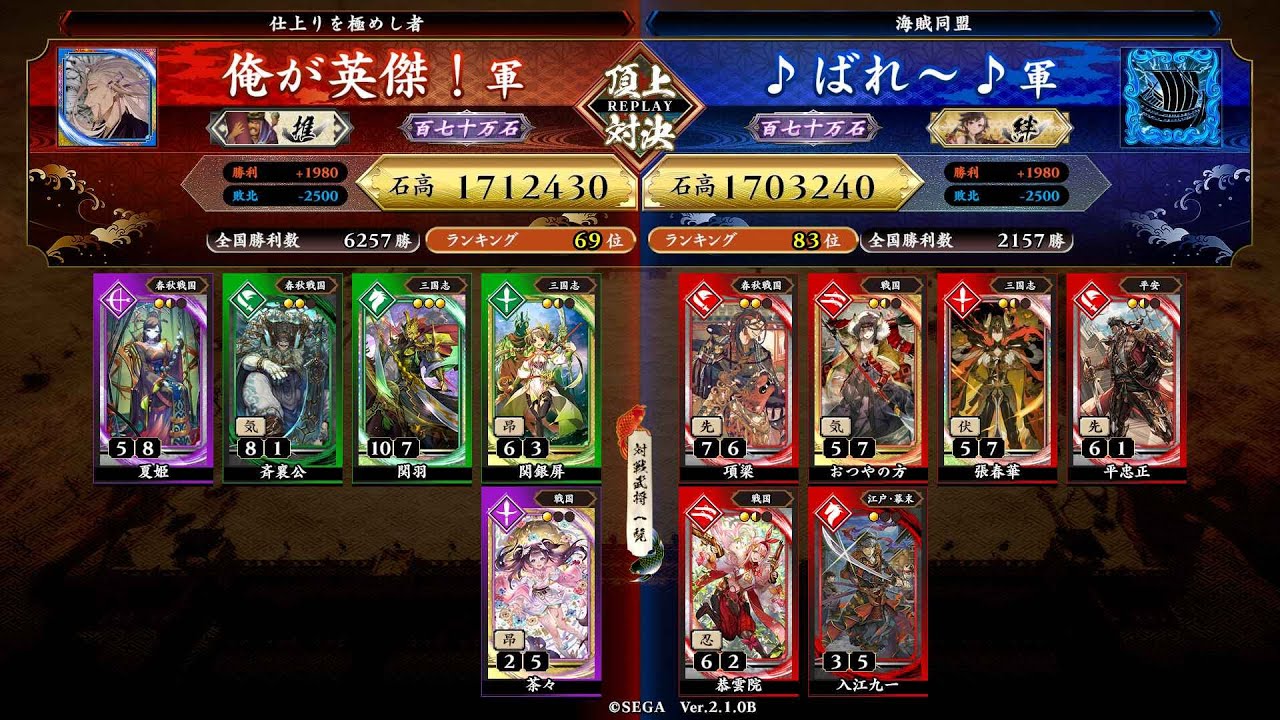 仕上りを極めし者
海賊同盟
俺が英傑！軍
♪ばれ～♪軍
頂上
REPLAY
対決
推
百七十万石
百七十万石
絆
勝利 +1980
敗北 -2500
石高 1712430
石高 1703240
勝利 +1980
敗北 -2500
全国勝利数 6257勝
ランキング 69位
ランキング 83位
全国勝利数 2157勝
春秋戦国
春秋戦国
三国志
三国志
春秋戦国
戦国
三国志
平安
気
昂
先
気
伏
先
5 8
8 1
10 7
6 3
7 6
5 7
5 7
6 1
夏姫
斉襄公
関羽
関銀屏
項梁
おつやの方
張春華
平忠正
対戦武将一覧
戦国
戦国
江戸・幕末
昂
忍
2 5
6 2
3 5
茶々
恭雲院
入江九一
©SEGA Ver.2.1.0B